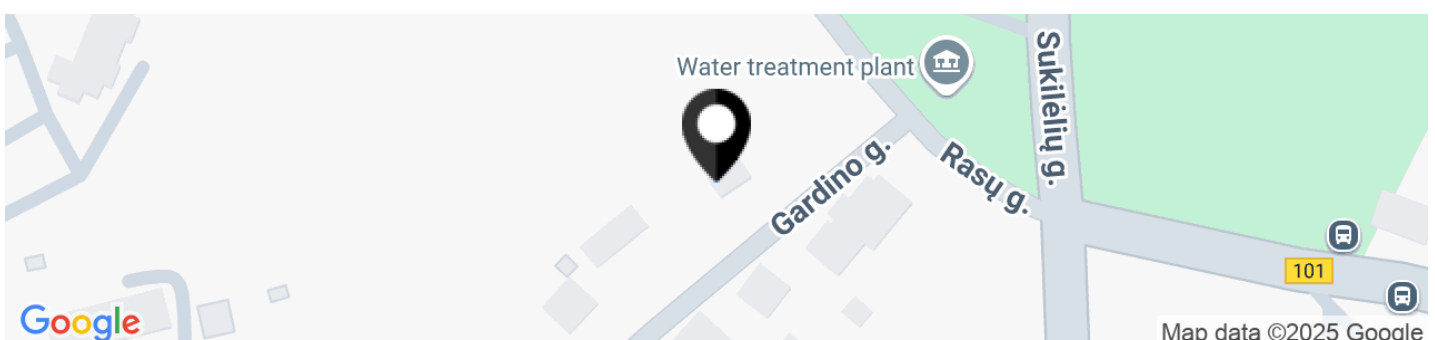 Water treatment plant
Sukilėlių g.
Gardino g.
Rasų g.
101
Google
Map data ©2025 Google